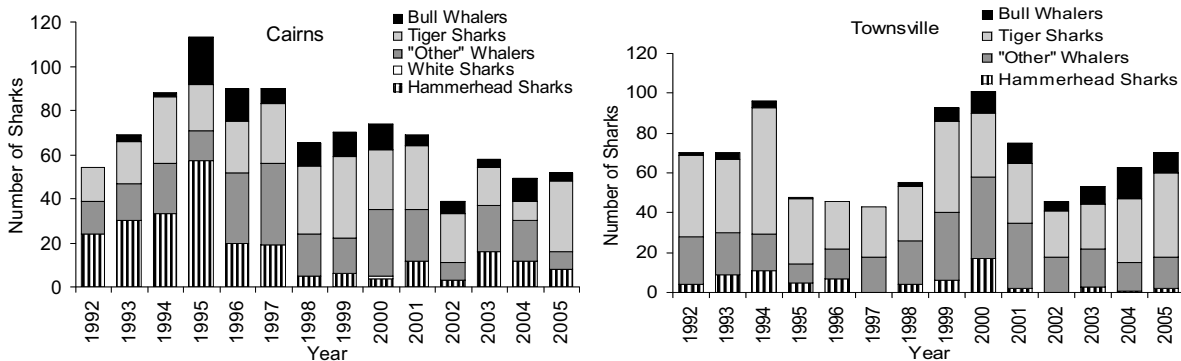 Cairns
Number of Sharks
120
100
80
60
40
20
0
Bull Whalers
Tiger Sharks
"Other" Whalers
White Sharks
Hammerhead Sharks
1992 1993 1994 1995 1996 1997 1998 1999 2000 2001 2002 2003 2004 2005
Year
Townsville
Number of Sharks
120
100
80
60
40
20
0
Bull Whalers
Tiger Sharks
"Other" Whalers
Hammerhead Sharks
1992 1993 1994 1995 1996 1997 1998 1999 2000 2001 2002 2003 2004 2005
Year